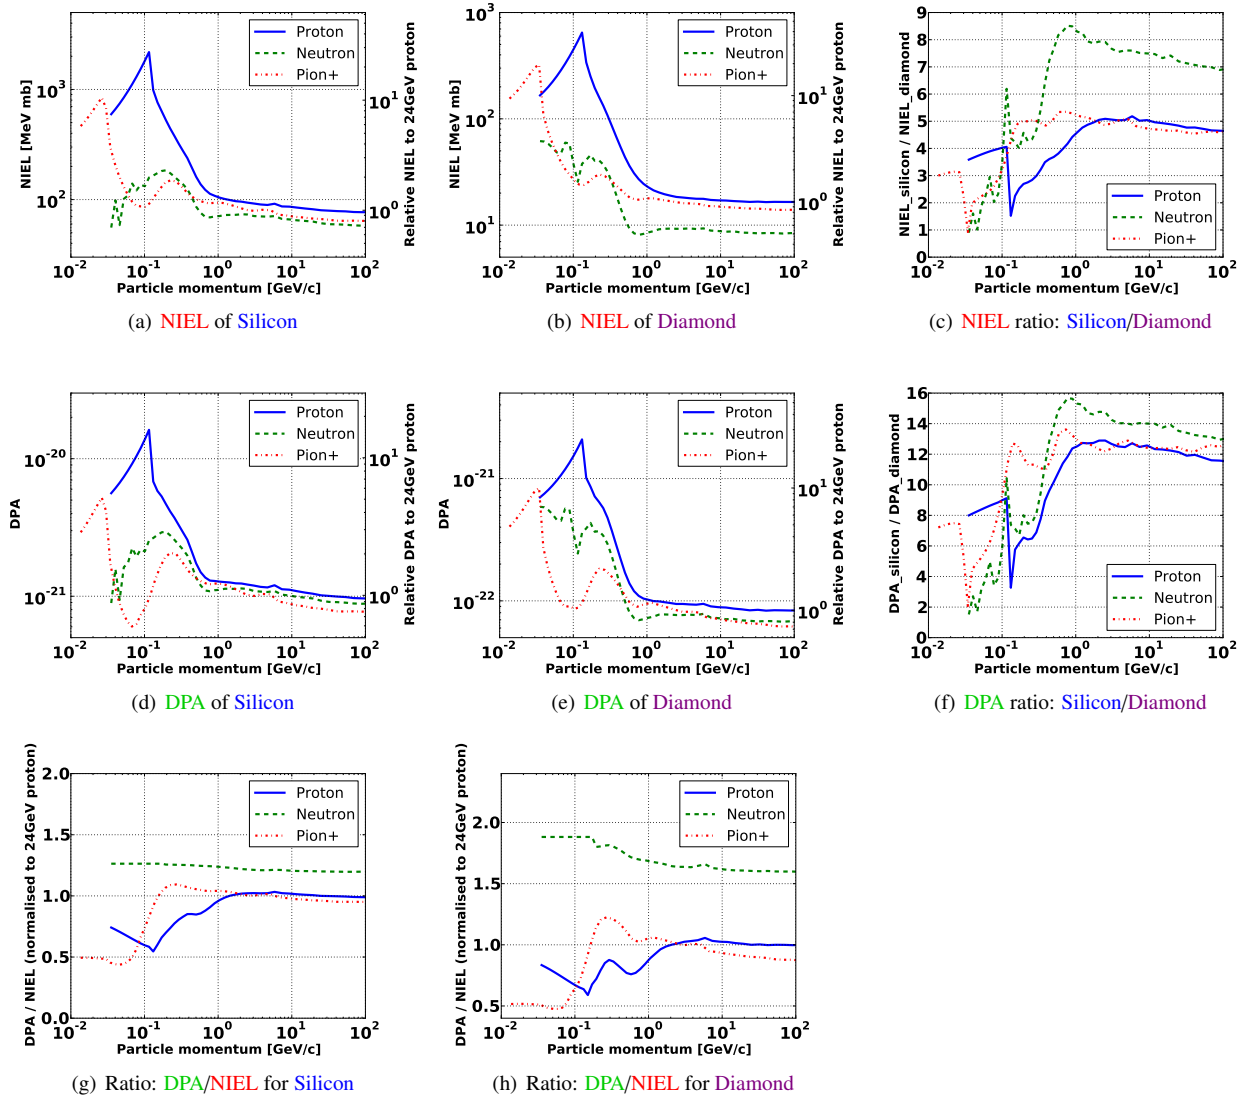 NIEL [MeV mb]
10^3
10^2
10^1
10^0
Relative NIEL to 24GeV proton
Proton
Neutron
Pion+
10^-2 10^-1 10^0 10^1 10^2
Particle momentum [GeV/c]
(a) NIEL of Silicon
NIEL [MeV mb]
10^3
10^2
10^1
10^1
10^0
Relative NIEL to 24GeV proton
Proton
Neutron
Pion+
10^-2 10^-1 10^0 10^1 10^2
Particle momentum [GeV/c]
(b) NIEL of Diamond
NIEL_silicon / NIEL_diamond
9
8
7
6
5
4
3
2
1
0
Proton
Neutron
Pion+
10^-2 10^-1 10^0 10^1 10^2
Particle momentum [GeV/c]
(c) NIEL ratio: Silicon/Diamond
DPA
10^-20
10^-21
10^1
10^0
Relative DPA to 24GeV proton
Proton
Neutron
Pion+
10^-2 10^-1 10^0 10^1 10^2
Particle momentum [GeV/c]
(d) DPA of Silicon
DPA
10^-21
10^-22
10^1
10^0
Relative DPA to 24GeV proton
Proton
Neutron
Pion+
10^-2 10^-1 10^0 10^1 10^2
Particle momentum [GeV/c]
(e) DPA of Diamond
DPA_silicon / DPA_diamond
16
14
12
10
8
6
4
2
0
Proton
Neutron
Pion+
10^-2 10^-1 10^0 10^1 10^2
Particle momentum [GeV/c]
(f) DPA ratio: Silicon/Diamond
DPA / NIEL (normalised to 24GeV proton)
2.0
1.5
1.0
0.5
0.0
Proton
Neutron
Pion+
10^-2 10^-1 10^0 10^1 10^2
Particle momentum [GeV/c]
(g) Ratio: DPA/NIEL for Silicon
DPA / NIEL (normalised to 24GeV proton)
2.0
1.5
1.0
0.5
Proton
Neutron
Pion+
10^-2 10^-1 10^0 10^1 10^2
Particle momentum [GeV/c]
(h) Ratio: DPA/NIEL for Diamond